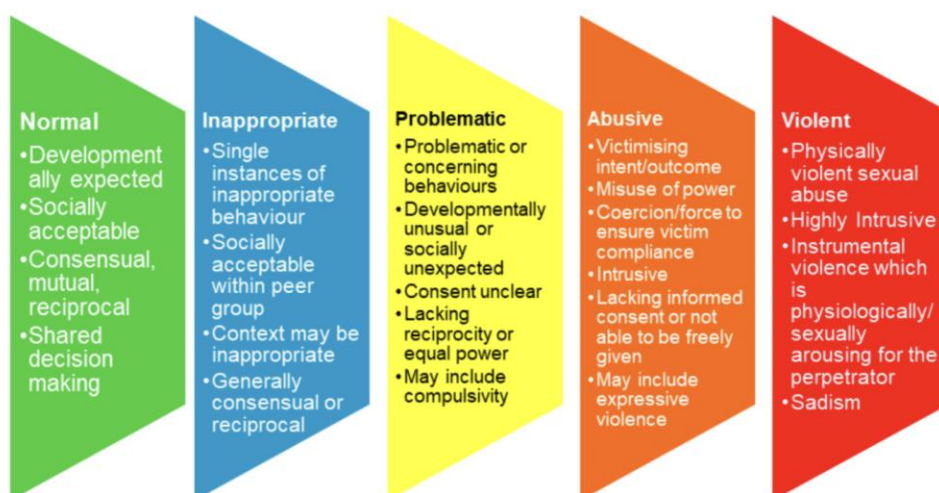 Normal
•Development
ally expected
•Socially
acceptable
•Consensual,
mutual,
reciprocal
•Shared
decision
making
Inappropriate
•Single
instances of
inappropriate
behaviour
•Socially
acceptable
within peer
group
•Context may be
inappropriate
•Generally
consensual or
reciprocal
Problematic
•Problematic or
concerning
behaviours
•Developmentally
unusual or
socially
unexpected
•Consent unclear
•Lacking
reciprocity or
equal power
•May include
compulsivity
Abusive
•Victimising
intent/outcome
•Misuse of power
•Coercion/force to
ensure victim
compliance
•Intrusive
•Lacking informed
consent or not
able to be freely
given
•May include
expressive
violence
Violent
•Physically
violent sexual
abuse
•Highly Intrusive
•Instrumental
violence which
is
physiologically/
sexually
arousing for the
perpetrator
•Sadism